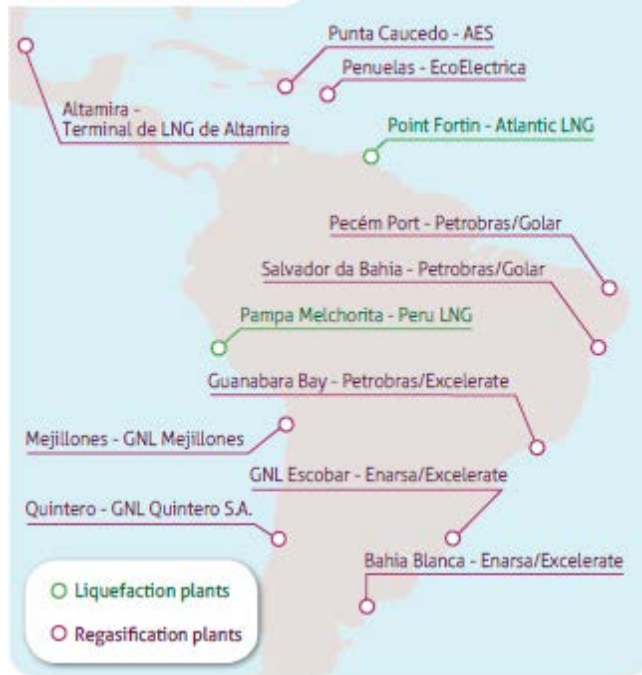 Punta Caucedo - AES
Penuelas - EcoElectrica
Altamira -
Terminal de LNG de Altamira
Point Fortin - Atlantic LNG
Pecém Port - Petrobras/Golar
Salvador da Bahia - Petrobras/Golar
Pampa Melchorita - Peru LNG
Guanabara Bay - Petrobras/Excelerate
Mejillones - GNL Mejillones
GNL Escobar - Enarsa/Excelerate
Quintero - GNL Quintero S.A.
Bahia Blanca - Enarsa/Excelerate
Liquefaction plants
Regasification plants